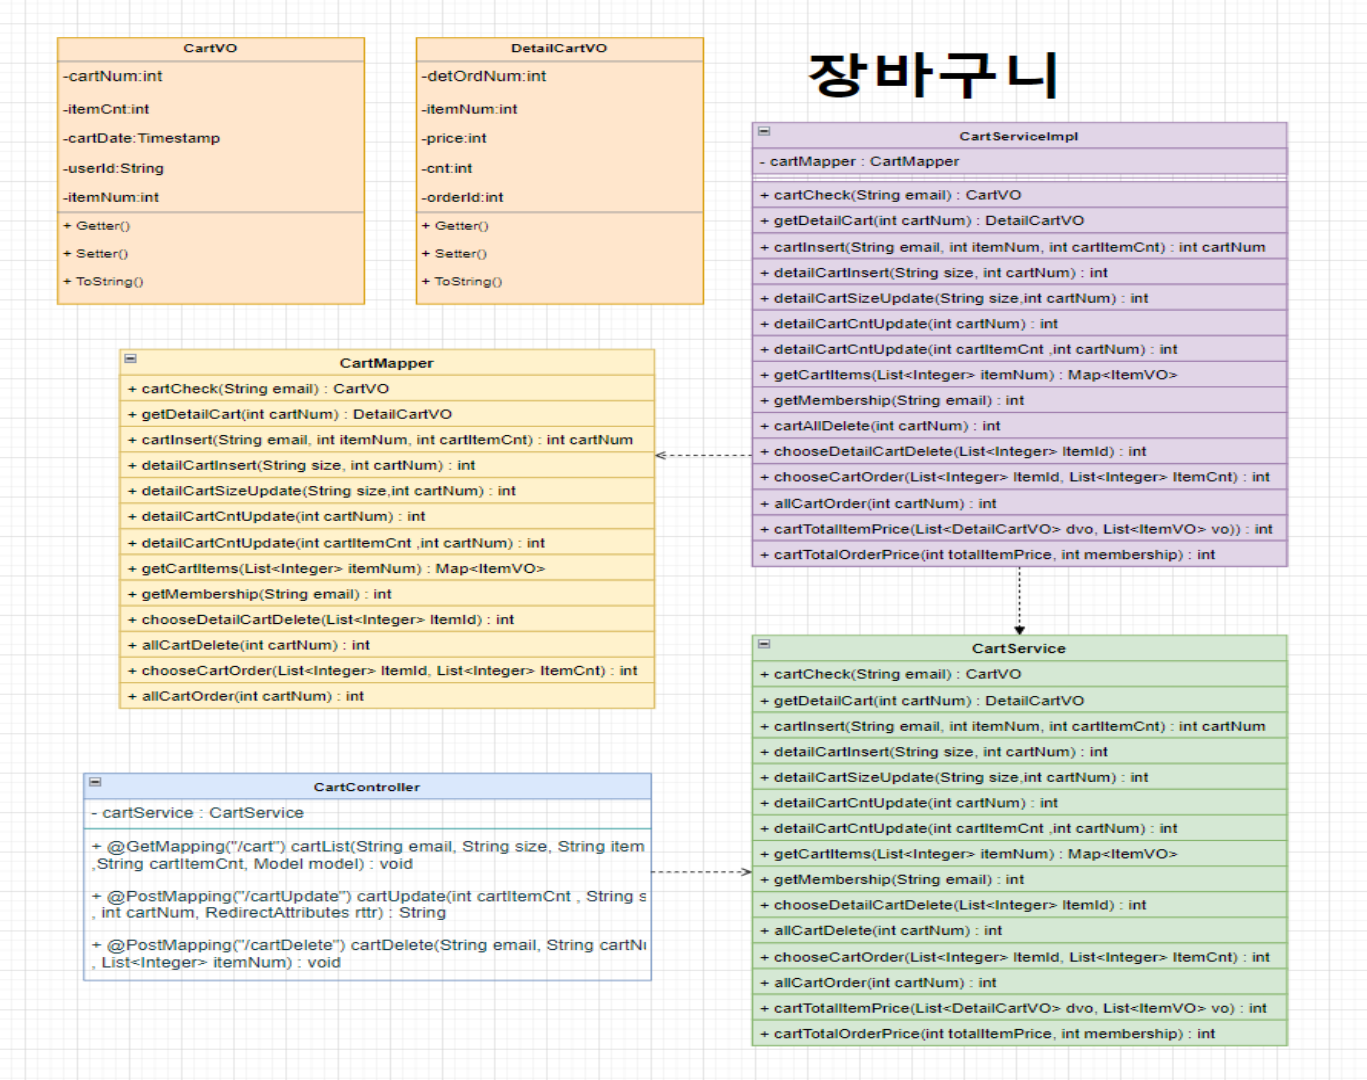 CartVO
-cartNum:int
-itemCnt:int
-cartDate:Timestamp
-userId:String
-itemNum:int
+ Getter()
+ Setter()
+ ToString()
DetailCartVO
-detOrdNum:int
-itemNum:int
-price:int
-cnt:int
-orderId:int
+ Getter()
+ Setter()
+ ToString()
장바구니
CartServiceImpl
- cartMapper : CartMapper
+ cartCheck(String email) : CartVO
+ getDetailCart(int cartNum) : DetailCartVO
+ cartInsert(String email, int itemNum, int cartItemCnt) : int cartNum
+ detailCartInsert(String size, int cartNum) : int
+ detailCartSizeUpdate(String size,int cartNum) : int
+ detailCartCntUpdate(int cartNum) : int
+ detailCartCntUpdate(int cartItemCnt ,int cartNum) : int
+ getCartItems(List<Integer> itemNum) : Map<ItemVO>
+ getMembership(String email) : int
+ cartAllDelete(int cartNum) : int
+ chooseDetailCartDelete(List<Integer> ItemId) : int
+ chooseCartOrder(List<Integer> ItemId, List<Integer> ItemCnt) : int
+ allCartOrder(int cartNum) : int
+ cartTotalItemPrice(List<DetailCartVO> dvo, List<ItemVO> vo)) : int
+ cartTotalOrderPrice(int totalItemPrice, int membership) : int
CartMapper
+ cartCheck(String email) : CartVO
+ getDetailCart(int cartNum) : DetailCartVO
+ cartInsert(String email, int itemNum, int cartItemCnt) : int cartNum
+ detailCartInsert(String size, int cartNum) : int
+ detailCartSizeUpdate(String size,int cartNum) : int
+ detailCartCntUpdate(int cartNum) : int
+ detailCartCntUpdate(int cartItemCnt ,int cartNum) : int
+ getCartItems(List<Integer> itemNum) : Map<ItemVO>
+ getMembership(String email) : int
+ chooseDetailCartDelete(List<Integer> ItemId) : int
+ allCartDelete(int cartNum) : int
+ chooseCartOrder(List<Integer> ItemId, List<Integer> ItemCnt) : int
+ allCartOrder(int cartNum) : int
CartService
+ cartCheck(String email) : CartVO
+ getDetailCart(int cartNum) : DetailCartVO
+ cartInsert(String email, int itemNum, int cartItemCnt) : int cartNum
+ detailCartInsert(String size, int cartNum) : int
+ detailCartSizeUpdate(String size,int cartNum) : int
+ detailCartCntUpdate(int cartNum) : int
+ detailCartCntUpdate(int cartItemCnt ,int cartNum) : int
+ getCartItems(List<Integer> itemNum) : Map<ItemVO>
+ getMembership(String email) : int
+ chooseDetailCartDelete(List<Integer> ItemId) : int
+ allCartDelete(int cartNum) : int
+ chooseCartOrder(List<Integer> ItemId, List<Integer> ItemCnt) : int
+ allCartOrder(int cartNum) : int
+ cartTotalItemPrice(List<DetailCartVO> dvo, List<ItemVO> vo) : int
+ cartTotalOrderPrice(int totalItemPrice, int membership) : int
CartController
- cartService : CartService
+ @GetMapping("/cart") cartList(String email, String size, String item
,String cartItemCnt, Model model) : void
+ @PostMapping("/cartUpdate") cartUpdate(int cartItemCnt , String s
, int cartNum, RedirectAttributes rttr) : String
+ @PostMapping("/cartDelete") cartDelete(String email, String cartNu
, List<Integer> itemNum) : void